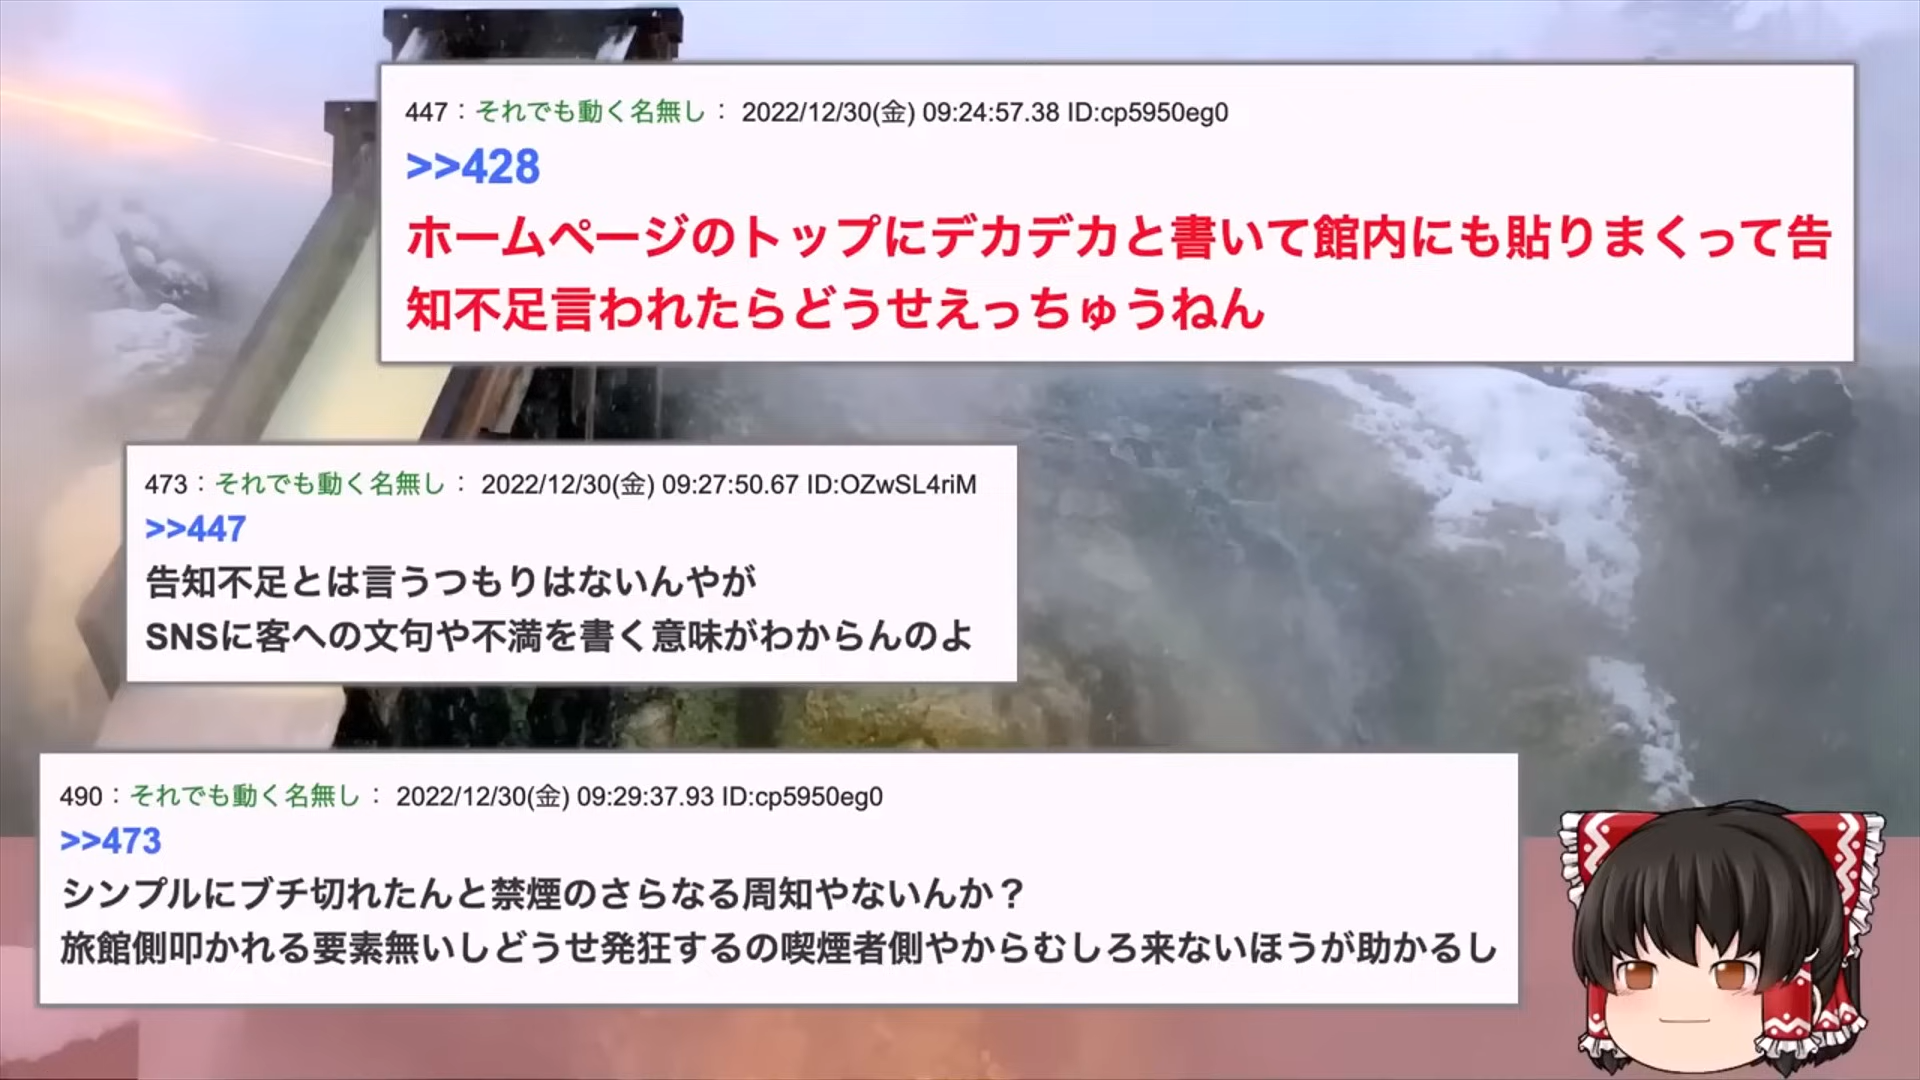 447：それでも動く名無し： 2022/12/30(金) 09:24:57.38 ID:cp5950eg0
>>428
ホームページのトップにデカデカと書いて館内にも貼りまくって告
知不足言われたらどうせえっちゅうねん
473：それでも動く名無し： 2022/12/30(金) 09:27:50.67 ID:OZwSL4riM
>>447
告知不足とは言うつもりはないんやが
SNSに客への文句や不満を書く意味がわからんのよ
490：それでも動く名無し： 2022/12/30(金) 09:29:37.93 ID:cp5950eg0
>>473
シンプルにブチ切れたんと禁煙のさらなる周知やないんか？
旅館側叩かれる要素無いしどうせ発狂するの喫煙者側やからむしろ来ないほうが助かるし